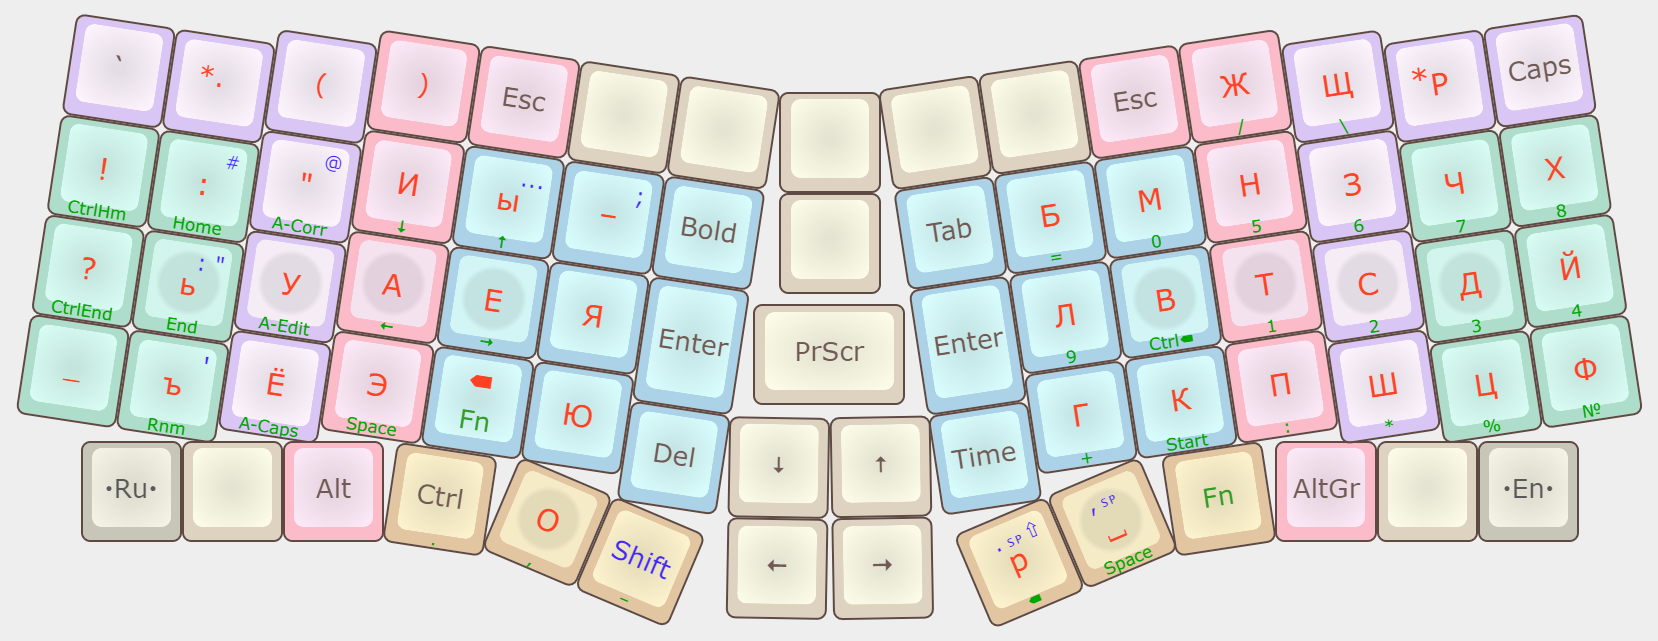 ` *. ( ) Esc Esc Ж / Щ \ *Р Caps
! CtrlHm : # Home " @ A-Corr И ↓ ы … ↑ – ; Bold Tab Б = М 0 Н 5 З 6 Ч 7 Х 8
? CtrlEnd ь : " End У A-Edit А ← Е → Я Enter PrScr Enter Л 9 В Ctrl Т 1 С 2 Д 3 Й 4
_ ъ ' Rnm Ё A-Caps Э Space Fn Ю Del ↓ ↑ Time Г + К Start П : Ш * Ц % Ф №
·Ru· Alt Ctrl . О Shift – ← → . SP ⇧ р , SP ⎵ Space Fn AltGr ·En·